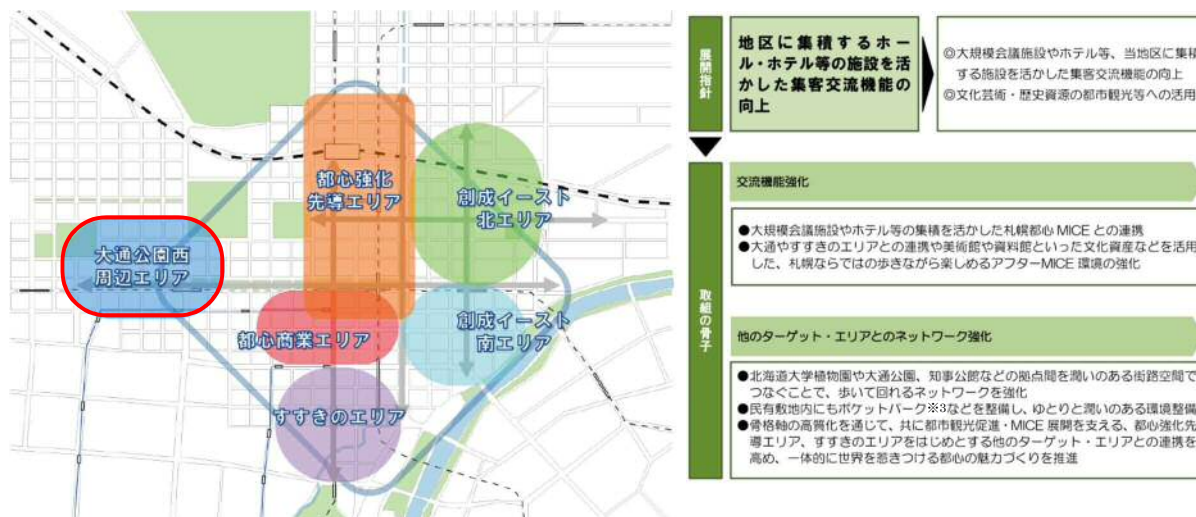 都心強化
先導エリア
創成イースト
北エリア
大通公園西
周辺エリア
都心商業エリア
創成イースト
南エリア
すすきのエリア
展開指針
地区に集積するホー
ル・ホテル等の施設を活
かした集客交流機能の
向上
◎大規模会議施設やホテル等、当地区に集積
する施設を活かした集客交流機能の向上
◎文化芸術・歴史資源の都市観光等への活用
取組の骨子
交流機能強化
●大規模会議施設やホテル等の集積を活かした札幌都心 MICE との連携
●大通やすすきのエリアとの連携や美術館や資料館といった文化資産などを活用
した、札幌ならではの歩きながら楽しめるアフターMICE 環境の強化
他のターゲット・エリアとのネットワーク強化
●北海道大学植物園や大通公園、知事公館などの拠点間を潤いのある街路空間で
つなぐことで、歩いて回れるネットワークを強化
●民有敷地内にもポケットパーク※3などを整備し、ゆとりと潤いのある環境整備
●骨格軸の高質化を通じて、共に都市観光促進・MICE 展開を支える、都心強化先
導エリア、すすきのエリアをはじめとする他のターゲット・エリアとの連携を
高め、一体的に世界を惹きつける都心の魅力づくりを推進